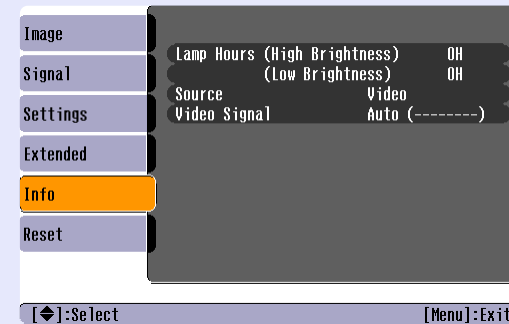 Image
Signal
Settings
Extended
Info
Reset
Lamp Hours (High Brightness) 0H
(Low Brightness) 0H
Source Video
Video Signal Auto (--------)
[◆]:Select [Menu]:Exit